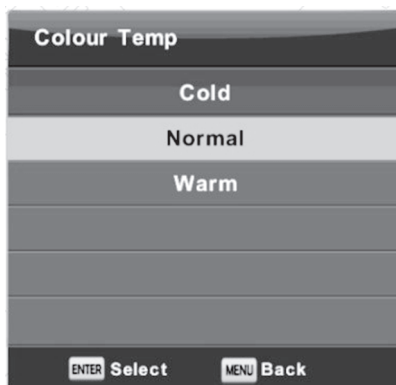 Colour Temp
Cold
Normal
Warm
ENTER Select MENU Back